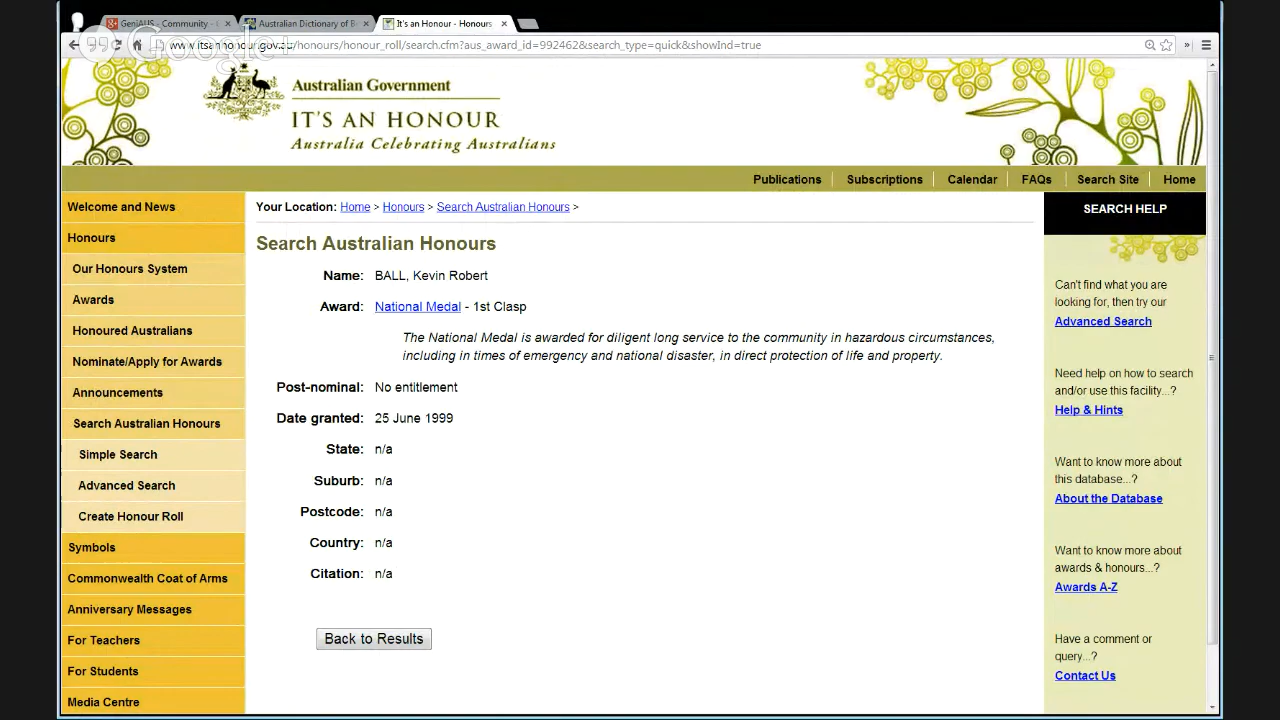 GeniAUS - Community -
Australian Dictionary of B
It's an Honour - Honours
Google+
www.itsanhonour.gov.au/honours/honour_roll/search.cfm?aus_award_id=992462&search_type=quick&showInd=true
Australian Government
IT'S AN HONOUR
Australia Celebrating Australians
Publications
Subscriptions
Calendar
FAQs
Search Site
Home
Welcome and News
Honours
Our Honours System
Awards
Honoured Australians
Nominate/Apply for Awards
Announcements
Search Australian Honours
Simple Search
Advanced Search
Create Honour Roll
Symbols
Commonwealth Coat of Arms
Anniversary Messages
For Teachers
For Students
Media Centre
Your Location: Home > Honours > Search Australian Honours >
Search Australian Honours
Name: BALL, Kevin Robert
Award: National Medal - 1st Clasp
The National Medal is awarded for diligent long service to the community in hazardous circumstances,
including in times of emergency and national disaster, in direct protection of life and property.
Post-nominal: No entitlement
Date granted: 25 June 1999
State: n/a
Suburb: n/a
Postcode: n/a
Country: n/a
Citation: n/a
Back to Results
SEARCH HELP
Can't find what you are
looking for, then try our
Advanced Search
Need help on how to search
and/or use this facility...?
Help & Hints
Want to know more about
this database...?
About the Database
Want to know more about
awards & honours...?
Awards A-Z
Have a comment or
query...?
Contact Us